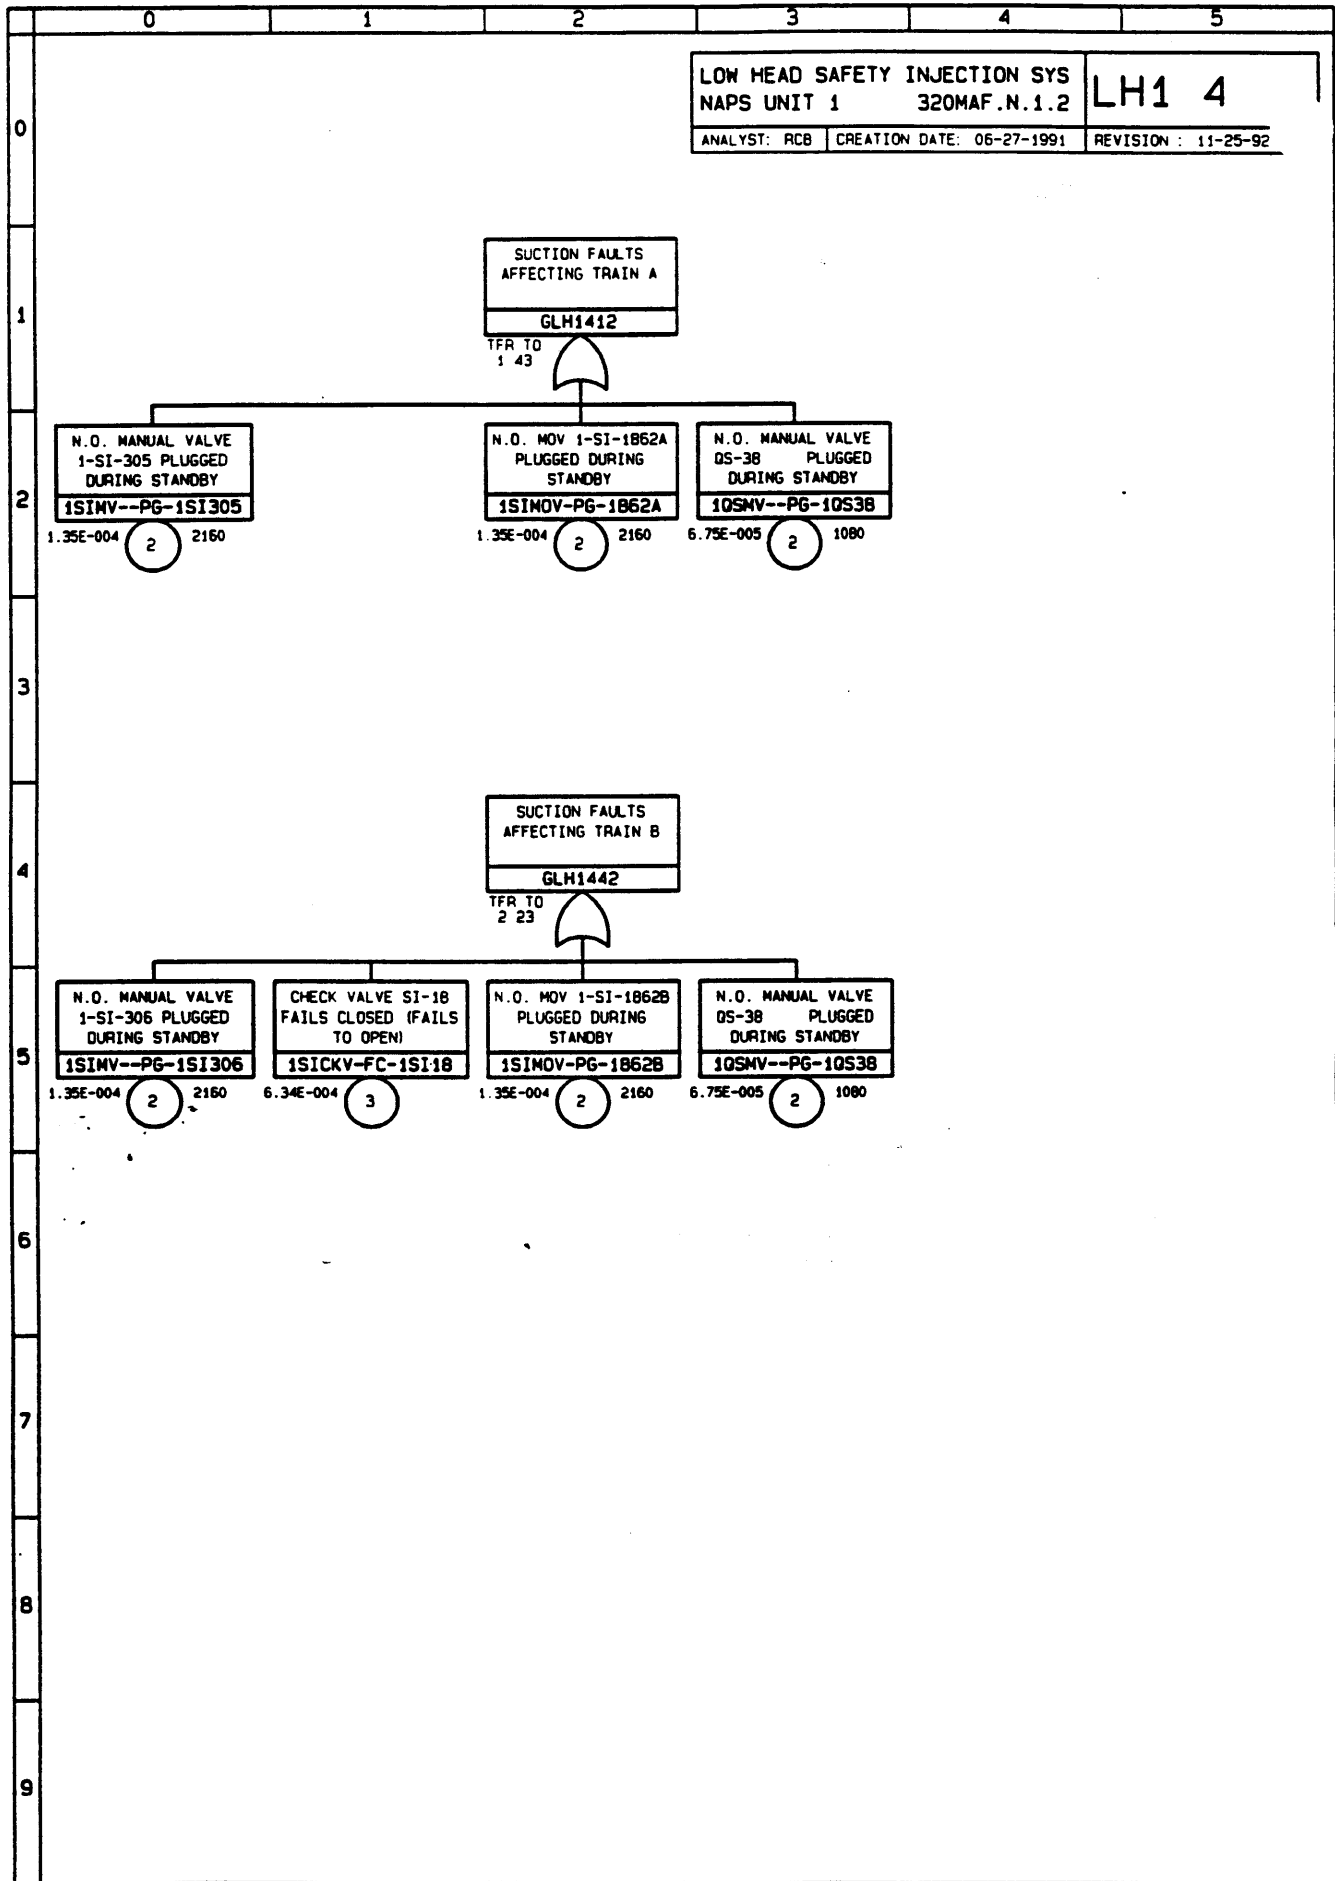 0 1 2 3 4 5
LOW HEAD SAFETY INJECTION SYS
NAPS UNIT 1 320MAF.N.1.2
LH1 4
ANALYST: RCB CREATION DATE: 06-27-1991 REVISION : 11-25-92
0
SUCTION FAULTS
AFFECTING TRAIN A
GLH1412
1
TFR TO
1 43
N.O. MANUAL VALVE
1-SI-305 PLUGGED
DURING STANDBY
1SIMV--PG-1SI305
1.35E-004 2 2160
N.O. MOV 1-SI-1862A
PLUGGED DURING
STANDBY
1SIMOV-PG-1862A
1.35E-004 2 2160
N.O. MANUAL VALVE
QS-38 PLUGGED
DURING STANDBY
1QSMV--PG-1QS38
6.75E-005 2 1080
2
3
SUCTION FAULTS
AFFECTING TRAIN B
GLH1442
4
TFR TO
2 23
N.O. MANUAL VALVE
1-SI-306 PLUGGED
DURING STANDBY
1SIMV--PG-1SI306
1.35E-004 2 2160
CHECK VALVE SI-18
FAILS CLOSED (FAILS
TO OPEN)
1SICKV-FC-1SI18
6.34E-004 3
N.O. MOV 1-SI-1862B
PLUGGED DURING
STANDBY
1SIMOV-PG-1862B
1.35E-004 2 2160
N.O. MANUAL VALVE
QS-38 PLUGGED
DURING STANDBY
1QSMV--PG-1QS38
6.75E-005 2 1080
5
6
7
8
9